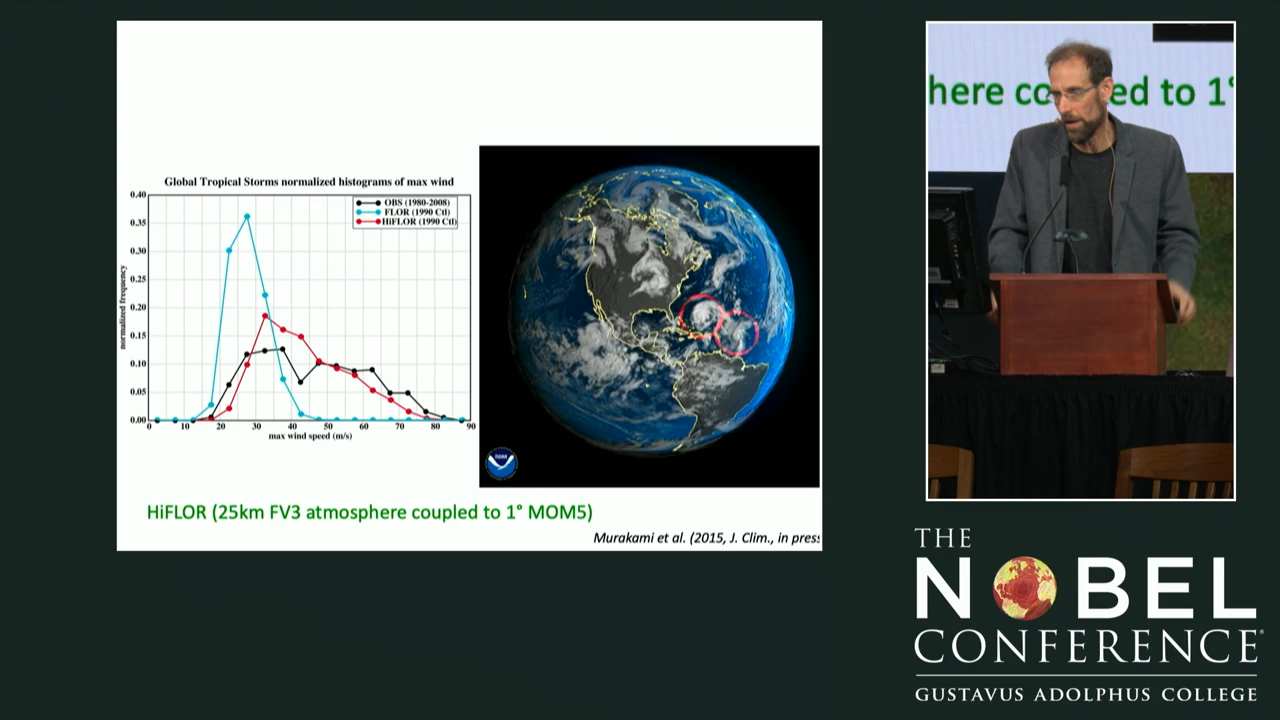 Global Tropical Storms normalized histograms of max wind
OBS (1980-2008)
FLOR (1990 Ctl)
HiFLOR (1990 Ctl)
normalized frequency
0.40
0.35
0.30
0.25
0.20
0.15
0.10
0.05
0.00
0 10 20 30 40 50 60 70 80 90
max wind speed (m/s)
noaa
HiFLOR (25km FV3 atmosphere coupled to 1° MOM5)
Murakami et al. (2015, J. Clim., in press
here co ed to 1°
THE
NOBEL
CONFERENCE
GUSTAVUS ADOLPHUS COLLEGE